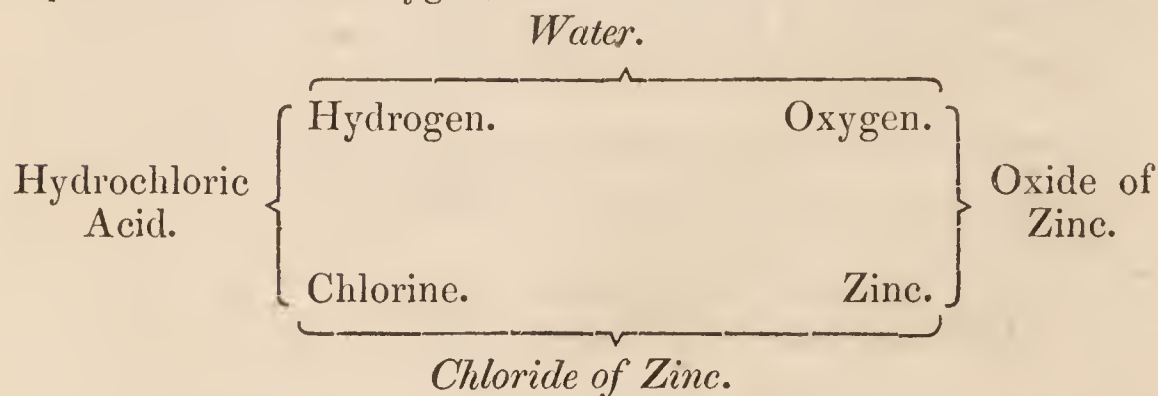 Water.
Hydrogen. Oxygen.
Hydrochloric Acid. Oxide of Zinc.
Chlorine. Zinc.
Chloride of Zinc.